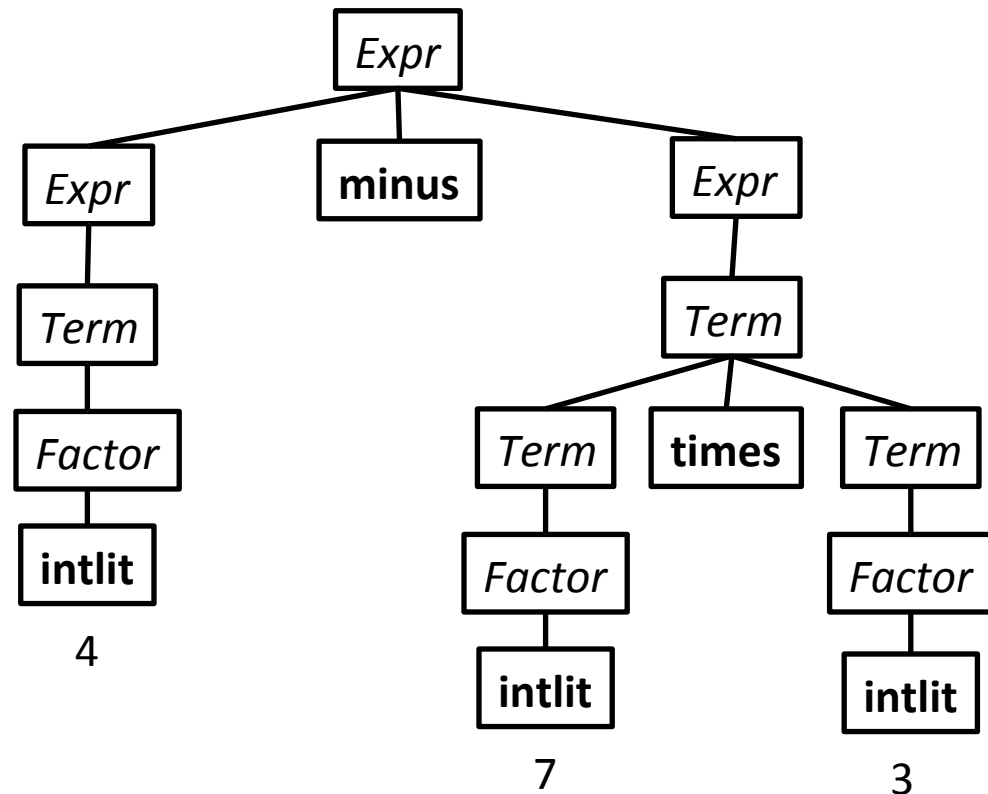 Expr
Expr
minus
Expr
Term
Term
Factor
Term
times
Term
intlit
Factor
Factor
4
intlit
intlit
7
3